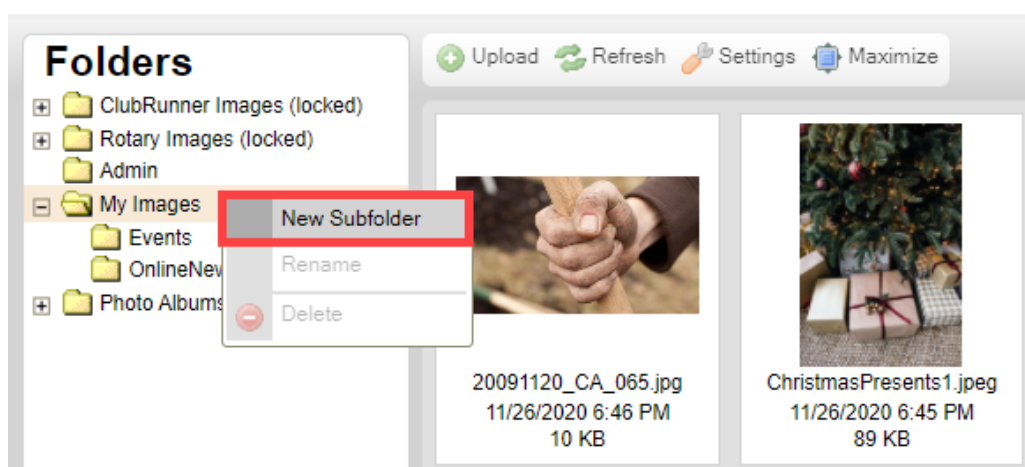 Folders
Upload Refresh Settings Maximize
ClubRunner Images (locked)
Rotary Images (locked)
Admin
My Images
New Subfolder
Events
Rename
Photo Albums
Delete
20091120_CA_065.jpg
11/26/2020 6:46 PM
10 KB
ChristmasPresents1.jpeg
11/26/2020 6:45 PM
89 KB